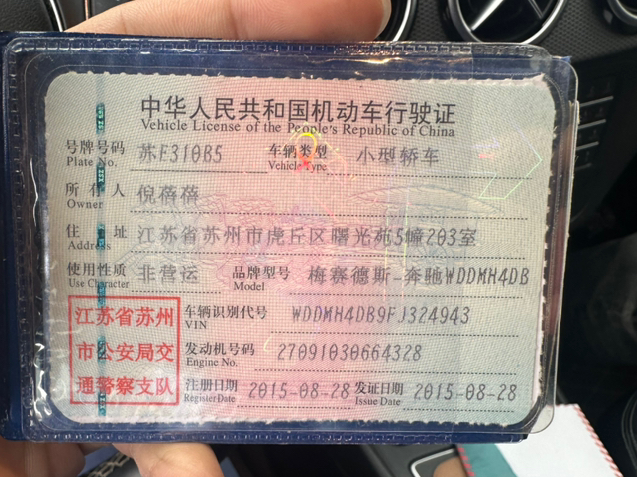 中华人民共和国机动车行驶证
Vehicle License of the People's Republic of China
号牌号码 苏E310B5 车辆类型 小型轿车
Plate No. Vehicle Type
所有人 倪蓓蓓
Owner
住址 江苏省苏州市虎丘区曙光苑5幢203室
Address
使用性质 非营运 品牌型号 梅赛德斯-奔驰WDDMH4DB
Use Character Model
江苏省苏州
市公安局交
通警察支队
车辆识别代号 WDDMH4DB9FJ324943
VIN
发动机号码 27091030664328
Engine No.
注册日期 2015-08-28 发证日期 2015-08-28
Register Date Issue Date